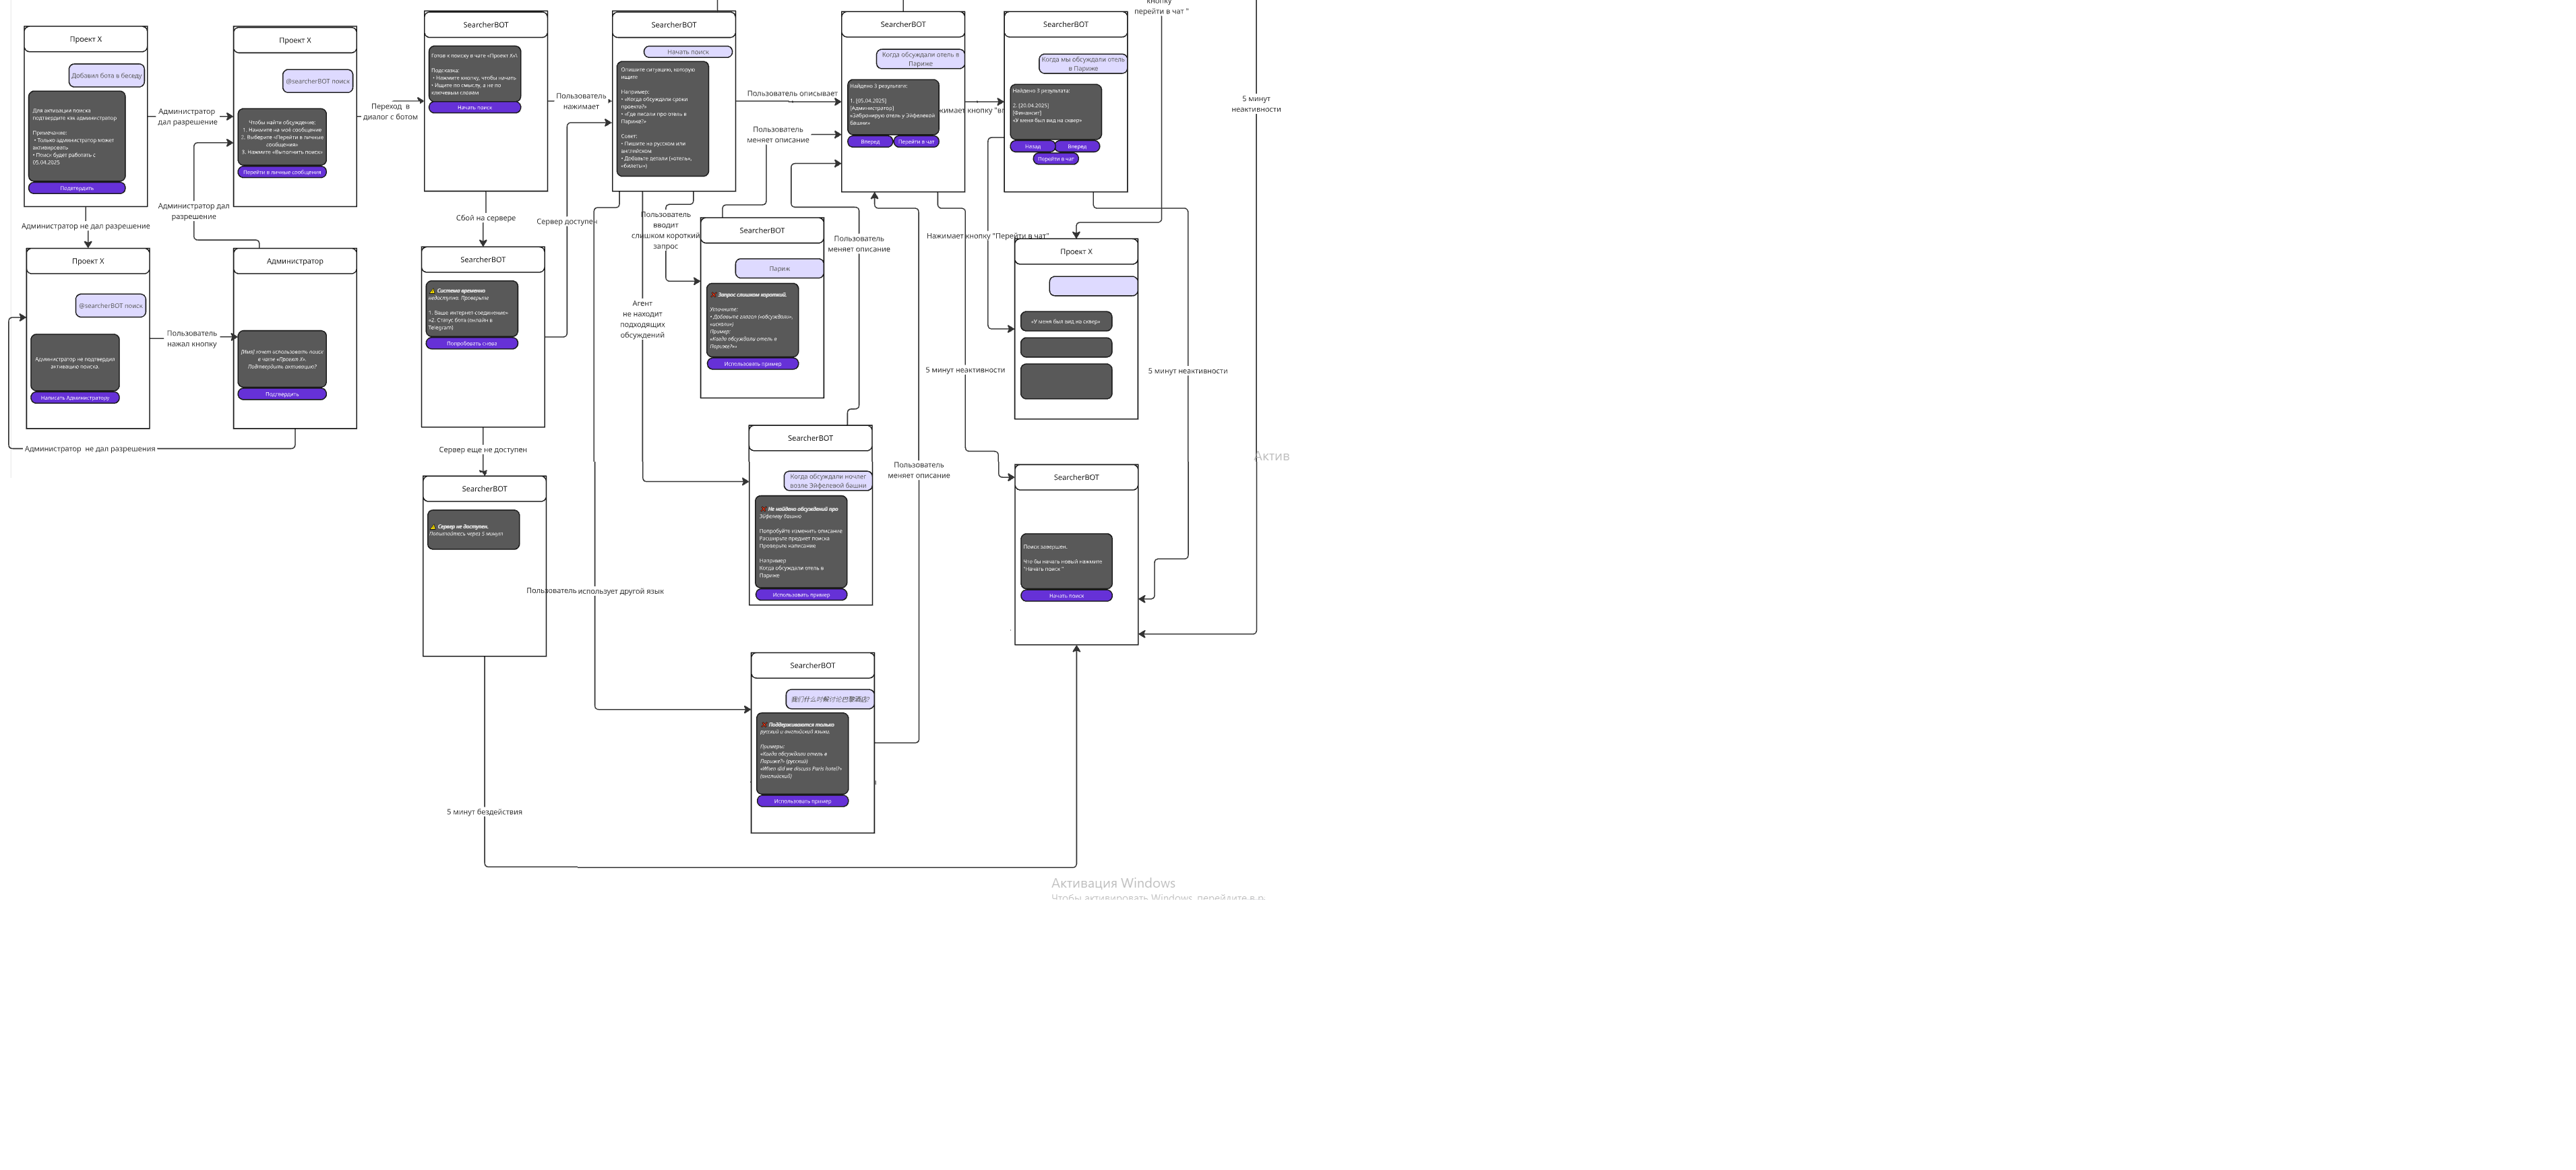 кнопку
перейти в чат "
Проект X
Добавил бота в беседу
Для активации поиска
подтвердите как администратор
Примечание:
• Только администратор может
активировать
• Поиск будет работать с
05.04.2025
Подтвердить
Администратор
дал разрешение
Проект X
@searcherBOT поиск
Чтобы найти обсуждение:
1. Нажмите на моё сообщение
2. Выберите «Перейти в личные
сообщения»
3. Нажмите «Выполнить поиск»
Перейти в личные сообщения
Переход в
диалог с ботом
SearcherBOT
Готов к поиску в чате «Проект X»!
Подсказка:
• Нажмите кнопку, чтобы начать
• Ищите по смыслу, а не по
ключевым словам
Начать поиск
Пользователь
нажимает
SearcherBOT
Начать поиск
Опишите ситуацию, которую
ищите
Например:
• «Когда обсуждали сроки
проекта?»
• «Где писали про отель в
Париже?»
Совет:
• Пишите на русском или
английском
• Добавьте детали («отель»,
«билеты»)
Пользователь описывает
Пользователь
меняет описание
SearcherBOT
Когда обсуждали отель в
Париже
Найдено 3 результата:
1. [05.04.2025]
[Администратор]
«Забронирую отель у Эйфелевой
башни»
Вперед
Перейти в чат
жимает кнопку "вп
SearcherBOT
Когда мы обсуждали отель
в Париже
Найдено 3 результата:
2. [20.04.2025]
[Финансит]
«У меня был вид на сквер»
Назад
Вперед
Перейти в чат
5 минут
неактивности
Администратор не дал разрешение
Администратор дал
разрешение
Сбой на сервере
Сервер доступен
Пользователь
вводит
слишком короткий
запрос
Пользователь
меняет описание
Нажимает кнопку "Перейти в чат"
Проект X
@searcherBOT поиск
Администратор не подтвердил
активацию поиска.
Написать Администратору
Пользователь
нажал кнопку
Администратор
[Имя] хочет использовать поиск
в чате «Проект X».
Подтвердить активацию?
Подтвердить
Администратор не дал разрешения
SearcherBOT
Система временно
недоступна. Проверьте
1. Ваше интернет-соединение»
«2. Статус бота (онлайн в
Telegram)
Попробовать снова
Агент
не находит
подходящих
обсуждений
SearcherBOT
Париж
Запрос слишком короткий.
Уточните:
• Добавьте глагол («обсуждали»,
«искали»)
Пример:
«Когда обсуждали отель в
Париже?»»
Использовать пример
Проект X
«У меня был вид на сквер»
5 минут неактивности
5 минут неактивности
Сервер еще не доступен
SearcherBOT
Когда обсуждали ночлег
возле Эйфелевой башни
Не найдено обсуждений про
Эйфелеву башню
Попробуйте изменить описание
Расширьте предмет поиска
Проверьте написание
Например
Когда обсуждали отель в
Париже
Использовать пример
Пользователь
меняет описание
Актив
SearcherBOT
Сервер не доступен.
через 5 минут
SearcherBOT
Поиск завершен.
Что бы начать новый нажмите
"Начать поиск "
Начать поиск
Пользователь использует другой язык
SearcherBOT
我们什么时候讨论巴黎酒店?
Поддерживаются только
русский и английский языки.
Примеры:
«Когда обсуждали отель в
Париже?» (русский)
«When did we discuss Paris hotel?»
(английский)
Использовать пример
5 минут бездействия
Активация Windows
Чтобы активировать Windows, перейдите в р